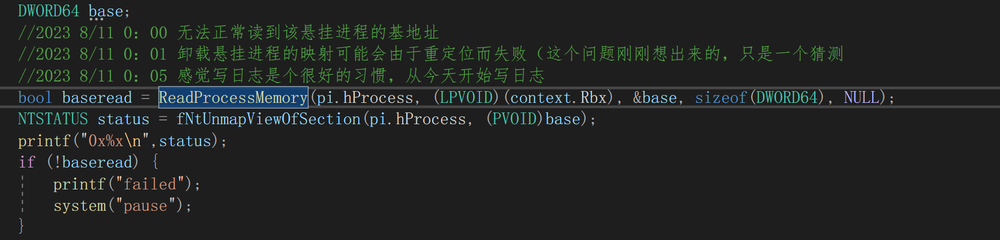 DWORD64 base;
//2023 8/11 0：00 无法正常读到该悬挂进程的基地址
//2023 8/11 0：01 卸载悬挂进程的映射可能会由于重定位而失败（这个问题刚刚想出来的，只是一个猜测
//2023 8/11 0：05 感觉写日志是个很好的习惯，从今天开始写日志
bool baseread = ReadProcessMemory(pi.hProcess, (LPVOID)(context.Rbx), &base, sizeof(DWORD64), NULL);
NTSTATUS status = fNtUnmapViewOfSection(pi.hProcess, (PVOID)base);
printf("0x%x\n",status);
if (!baseread) {
printf("failed");
system("pause");
}